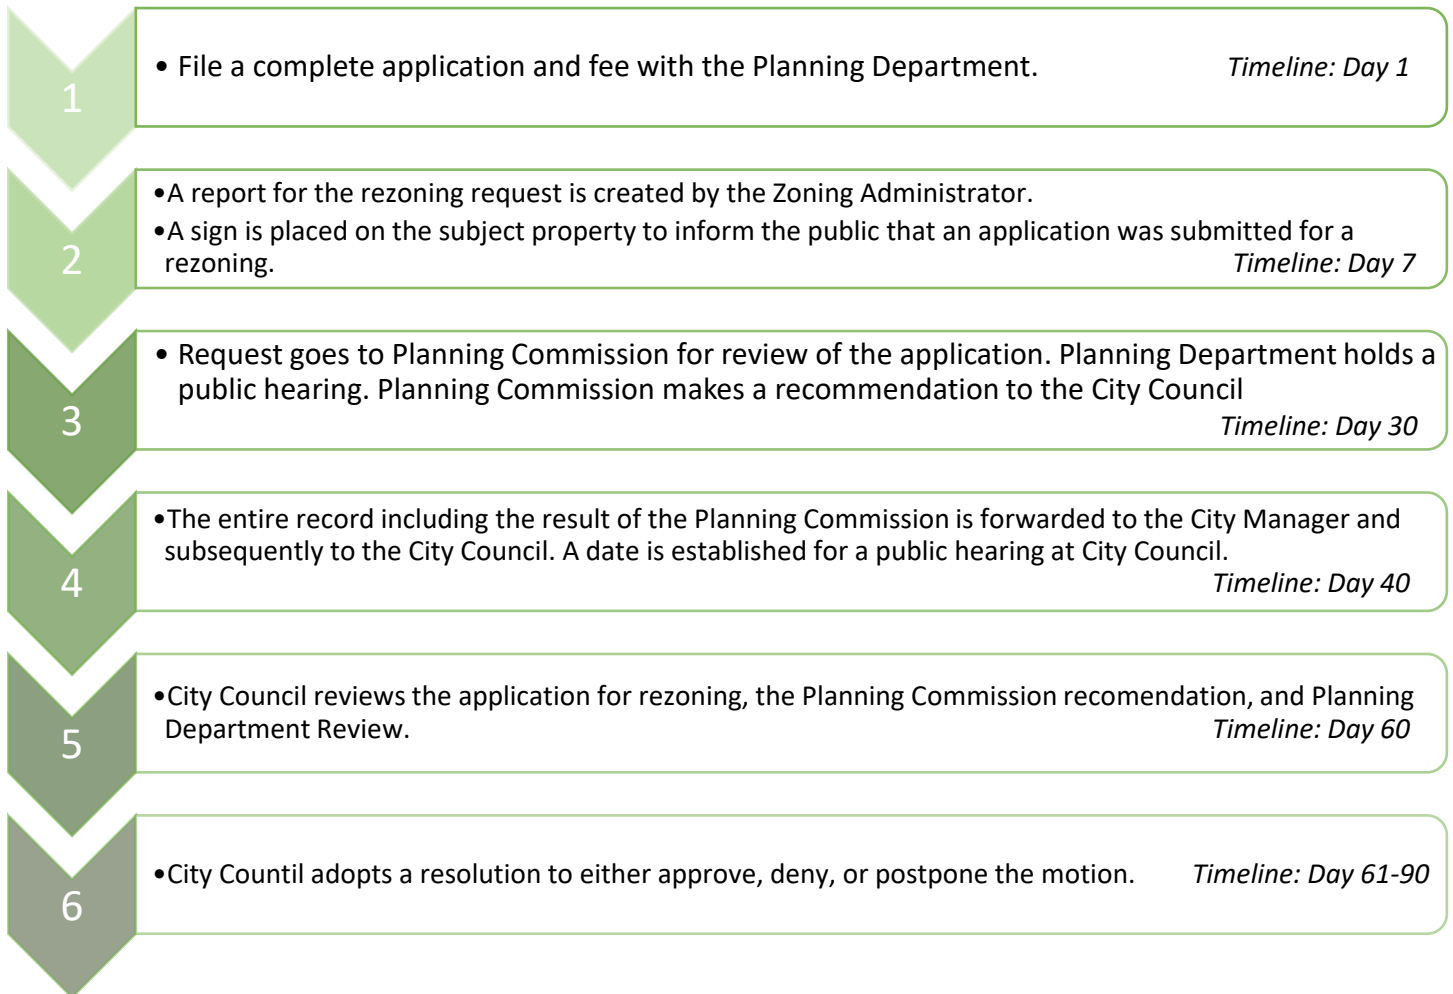 1
• File a complete application and fee with the Planning Department. Timeline: Day 1
2
•A report for the rezoning request is created by the Zoning Administrator.
•A sign is placed on the subject property to inform the public that an application was submitted for a
rezoning. Timeline: Day 7
3
• Request goes to Planning Commission for review of the application. Planning Department holds a
public hearing. Planning Commission makes a recommendation to the City Council
Timeline: Day 30
4
•The entire record including the result of the Planning Commission is forwarded to the City Manager and
subsequently to the City Council. A date is established for a public hearing at City Council.
Timeline: Day 40
5
•City Council reviews the application for rezoning, the Planning Commission recomendation, and Planning
Department Review. Timeline: Day 60
6
•City Countil adopts a resolution to either approve, deny, or postpone the motion. Timeline: Day 61-90